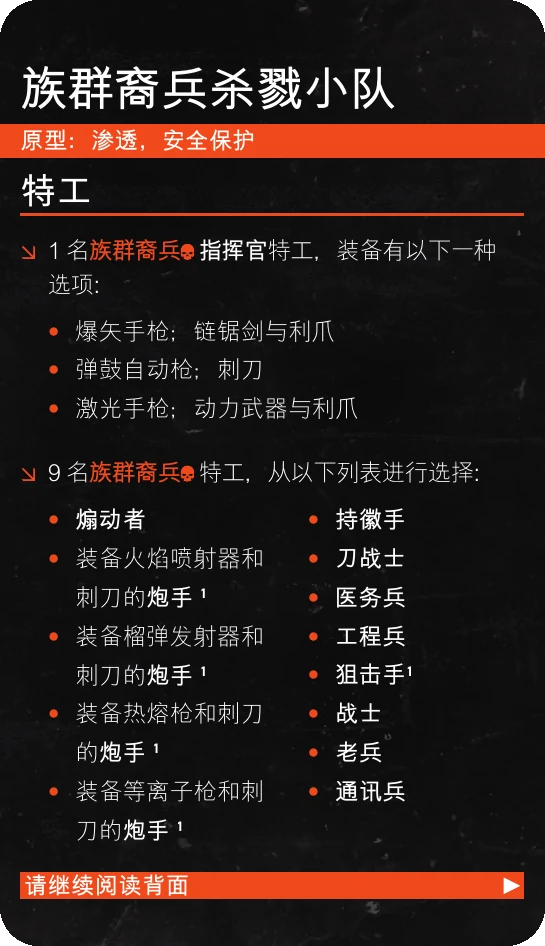 族群裔兵杀戮小队
原型：渗透，安全保护
特工
1 名族群裔兵指挥官特工，装备有以下一种
选项:
爆矢手枪；链锯剑与利爪
弹鼓自动枪；刺刀
激光手枪；动力武器与利爪
9 名族群裔兵特工，从以下列表进行选择:
煽动者
装备火焰喷射器和
刺刀的炮手 ¹
装备榴弹发射器和
刺刀的炮手 ¹
装备热熔枪和刺刀
的炮手 ¹
装备等离子枪和刺
刀的炮手 ¹
持徽手
刀战士
医务兵
工程兵
狙击手¹
战士
老兵
通讯兵
请继续阅读背面